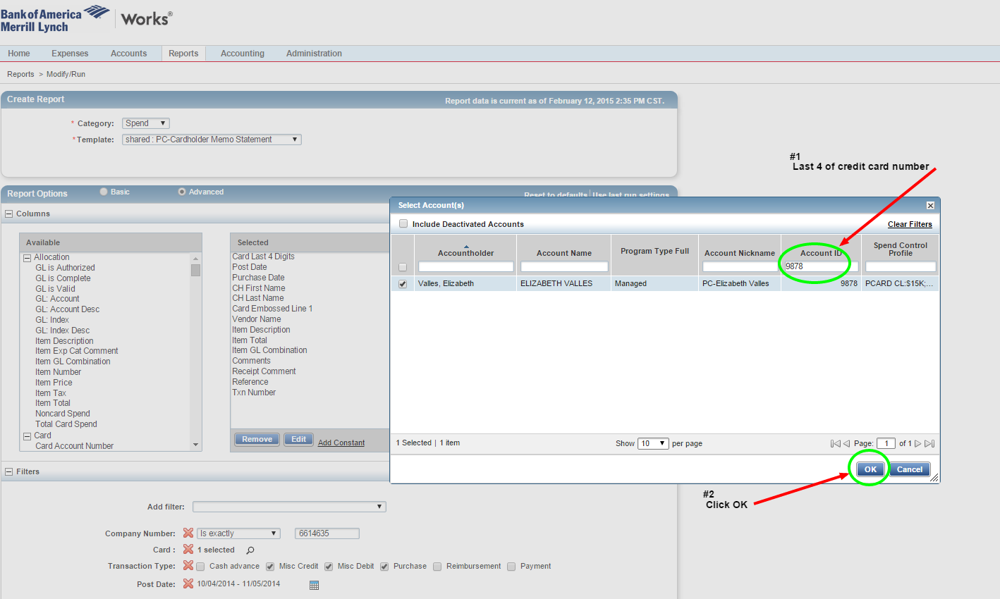 Bank of America
Merrill Lynch
Works®
Home Expenses Accounts Reports Accounting Administration
Reports > Modify/Run
Create Report
Report data is current as of February 12, 2015 2:35 PM CST.
* Category: Spend
* Template: shared : PC-Cardholder Memo Statement
#1
Last 4 of credit card number
Report Options Basic Advanced Reset to defaults | Use last run settings
Columns
Available
Allocation
GL is Authorized
GL is Complete
GL is Valid
GL: Account
GL: Account Desc
GL: Index
GL: Index Desc
Item Description
Item Exp Cat Comment
Item GL Combination
Item Number
Item Price
Item Tax
Item Total
Noncard Spend
Total Card Spend
Card
Card Account Number
Selected
Card Last 4 Digits
Post Date
Purchase Date
CH First Name
CH Last Name
Card Embossed Line 1
Vendor Name
Item Description
Item Total
Item GL Combination
Comments
Receipt Comment
Reference
Txn Number
Remove Edit Add Constant
Select Account(s)
Include Deactivated Accounts Clear Filters
Accountholder Account Name Program Type Full Account Nickname Account ID Spend Control Profile
9878
Valles, Elizabeth ELIZABETH VALLES Managed PC-Elizabeth Valles 9878 PCARD CL:$15K;...
1 Selected | 1 item Show 10 per page Page: 1 of 1
OK Cancel
#2
Click OK
Filters
Add filter:
Company Number: Is exactly 6614635
Card : 1 selected
Transaction Type: Cash advance Misc Credit Misc Debit Purchase Reimbursement Payment
Post Date: 10/04/2014 - 11/05/2014